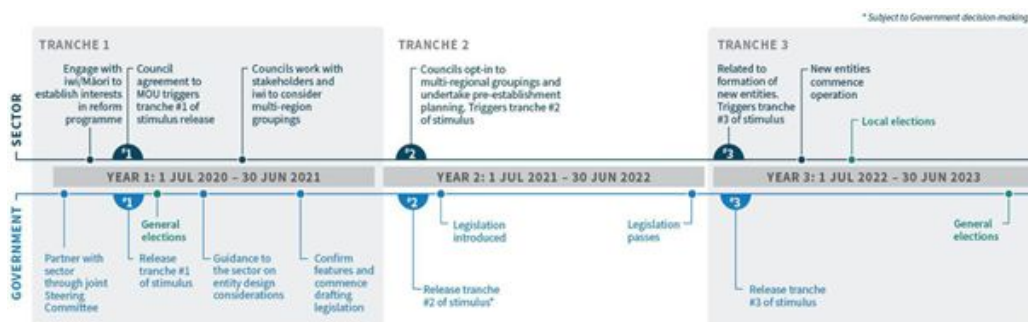 * Subject to Government decision-making
TRANCHE 1
TRANCHE 2
TRANCHE 3
SECTOR
Engage with
iwi/Māori to
establish interests
in reform
programme
Council
agreement to
MOU triggers
tranche #1 of
stimulus release
Councils work with
stakeholders and
iwi to consider
multi-region
groupings
Councils opt-in to
multi-regional groupings and
undertake pre-establishment
planning. Triggers tranche #2
of stimulus
Related to
formation of
new entities.
Triggers tranche
#3 of stimulus
New entities
commence
operation
Local elections
#1
#2
#3
YEAR 1: 1 JUL 2020 – 30 JUN 2021
YEAR 2: 1 JUL 2021 – 30 JUN 2022
YEAR 3: 1 JUL 2022 – 30 JUN 2023
GOVERNMENT
#1
#2
#3
Partner with
sector
through joint
Steering
Committee
Release
tranche #1
of stimulus
General
elections
Guidance to
the sector on
entity design
considerations
Confirm
features and
commence
drafting
legislation
Release tranche
#2 of stimulus*
Legislation
introduced
Legislation
passes
Release tranche
#3 of stimulus
General
elections